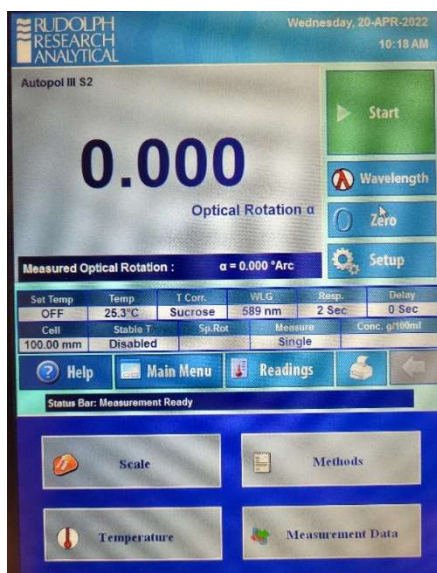 RUDOLPH
RESEARCH
ANALYTICAL
Wednesday, 20-APR-2022
10:18 AM
Autopol III S2
Start
0.000
Optical Rotation α
Wavelength
Zero
Setup
Measured Optical Rotation : α = 0.000 °Arc
Set Temp Temp T Corr. WLG Resp. Delay
OFF 25.3°C Sucrose 589 nm 2 Sec 0 Sec
Cell Stable T Sp.Rot Measure Conc. g/100ml
100.00 mm Disabled Single
Help Main Menu Readings
Status Bar: Measurement Ready
Scale Methods
Temperature Measurement Data